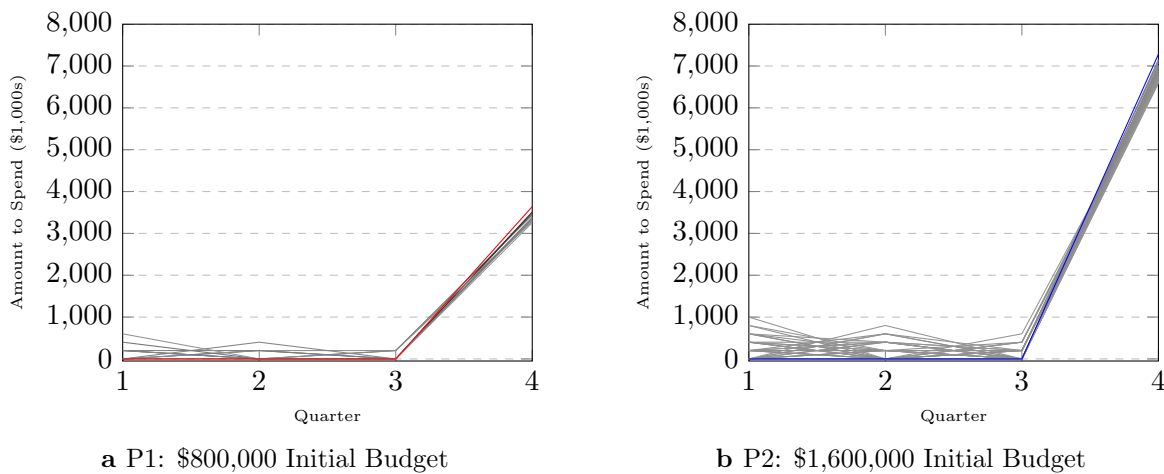 8,000
7,000
6,000
5,000
4,000
3,000
2,000
1,000
0
1 2 3 4
Amount to Spend ($1,000s)
Quarter
a P1: $800,000 Initial Budget
8,000
7,000
6,000
5,000
4,000
3,000
2,000
1,000
0
1 2 3 4
Amount to Spend ($1,000s)
Quarter
b P2: $1,600,000 Initial Budget